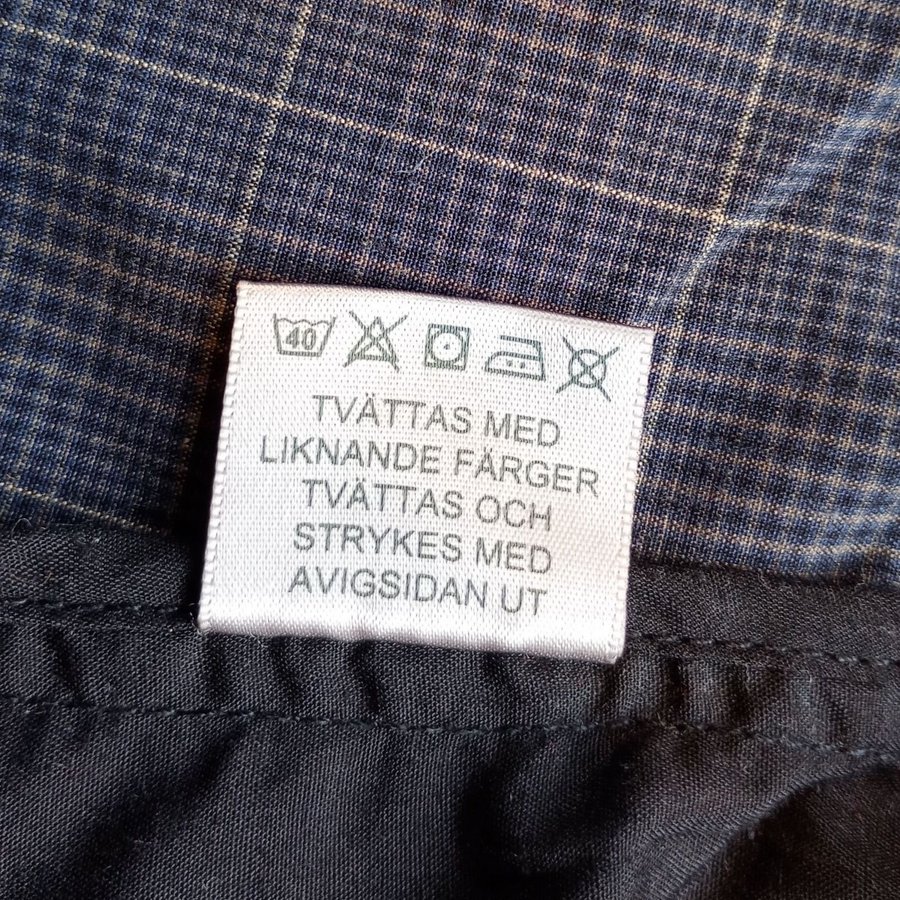 40
TVÄTTAS MED
LIKNANDE FÄRGER
TVÄTTAS OCH
STRYKES MED
AVIGSIDAN UT